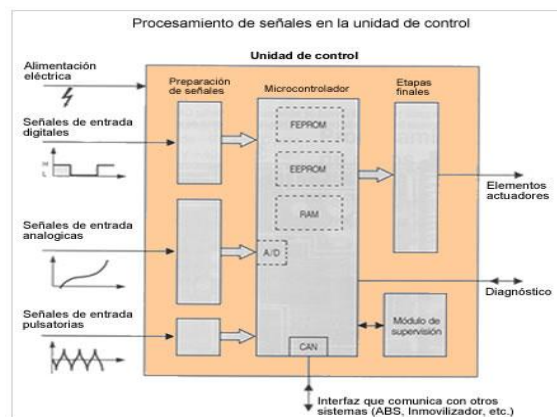 Procesamiento de señales en la unidad de control
Unidad de control
Alimentación
eléctrica
Preparación
de señales
Microcontrolador
Etapas
finales
Señales de entrada
digitales
H
L
FEPROM
EEPROM
RAM
Elementos
actuadores
Señales de entrada
analogicas
A/D
Diagnóstico
Señales de entrada
pulsatorias
Módulo de
supervisión
CAN
Interfaz que comunica con otros
sistemas (ABS, Inmovilizador, etc.)